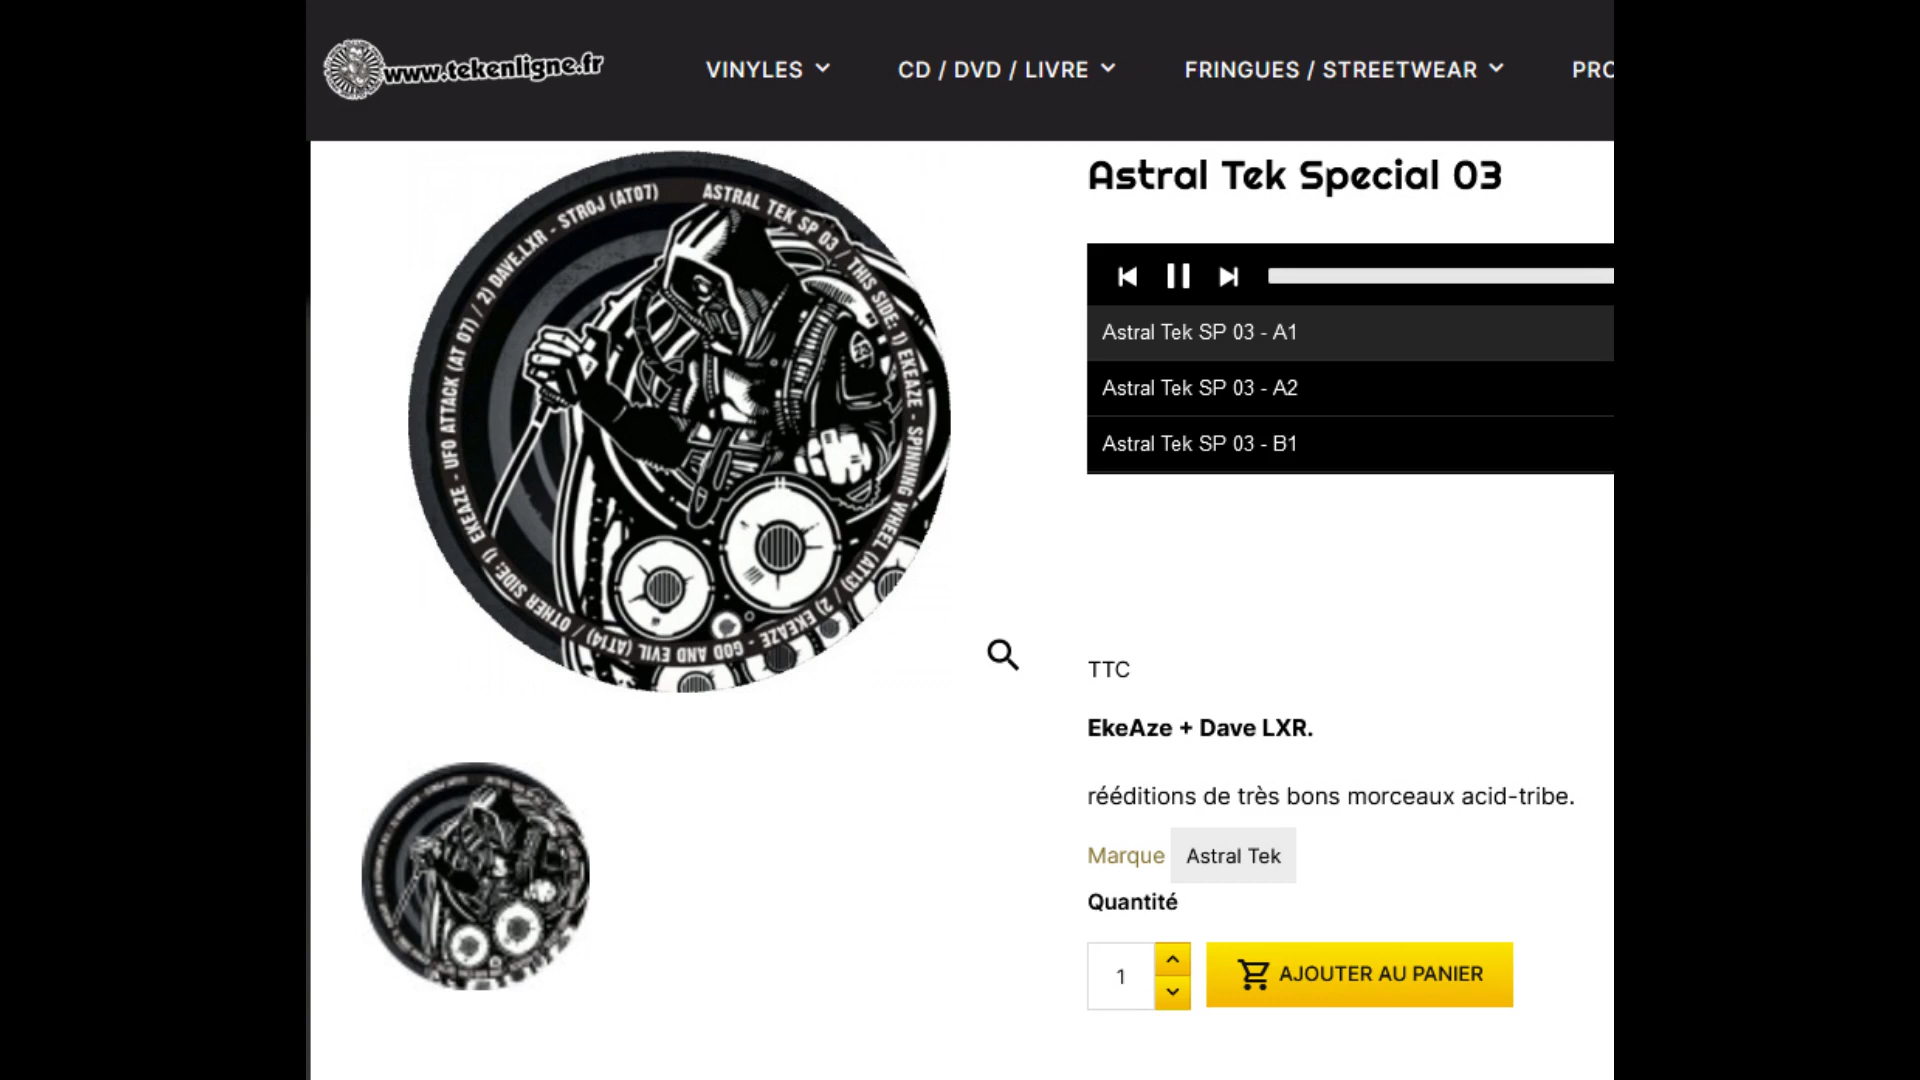 www.tekenligne.fr
VINYLES
CD / DVD / LIVRE
FRINGUES / STREETWEAR
PRO
ASTRAL TEK SP 03 / THIS SIDE: 1) EKEAZE - SPINNING WHEEL (AT13) / 2) EKEAZE - GOD AND EVIL (AT14) / OTHER SIDE: 1) EKEAZE - UFO ATTACK (AT 07) / 2) DAVE.LXR - STROJ (AT07)
Astral Tek Special 03
Astral Tek SP 03 - A1
Astral Tek SP 03 - A2
Astral Tek SP 03 - B1
TTC
EkeAze + Dave LXR.
rééditions de très bons morceaux acid-tribe.
Marque Astral Tek
Quantité
1
AJOUTER AU PANIER